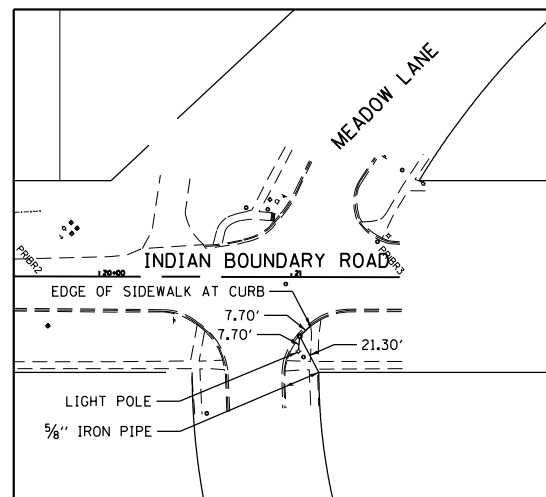 MEADOW LANE
PRIBR2
INDIAN BOUNDARY ROAD
PRIBR3
20+00
21
EDGE OF SIDEWALK AT CURB
7.70'
7.70'
21.30'
LIGHT POLE
5/8'' IRON PIPE